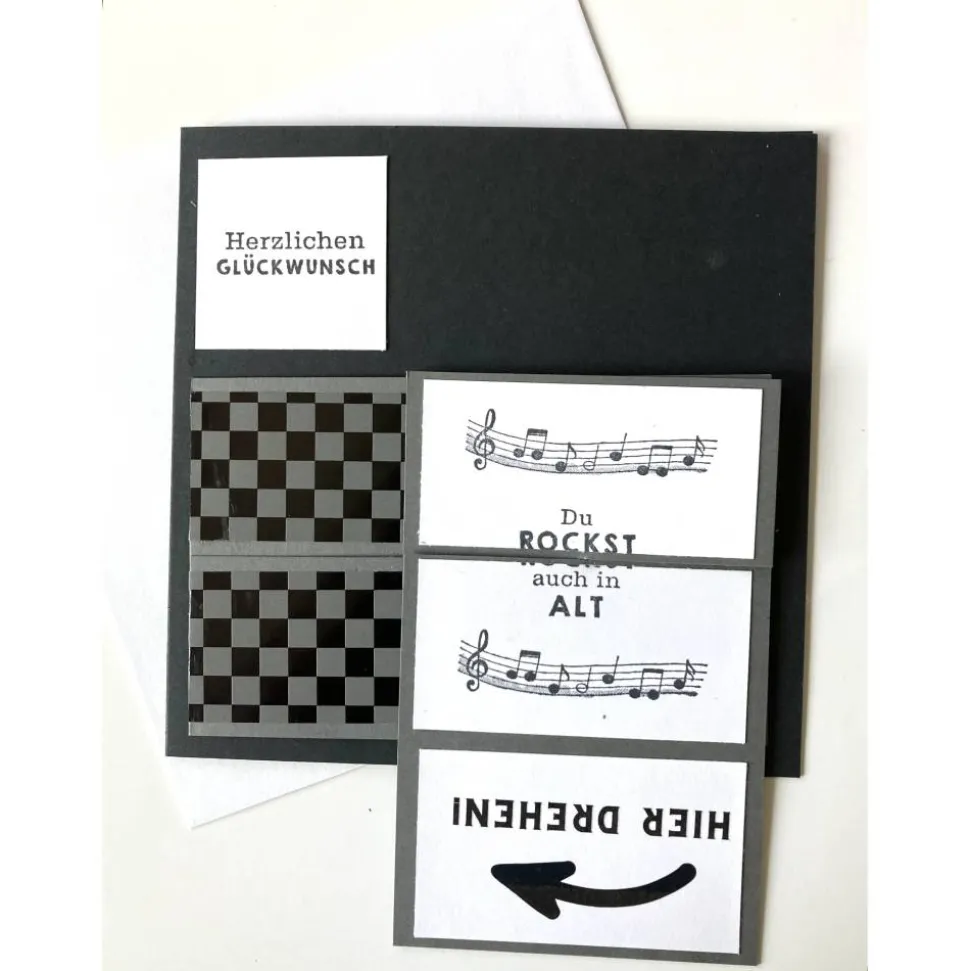 Herzlichen
GLÜCKWUNSCH
Du
ROCKST
auch in
ALT
HIER DREHEN!